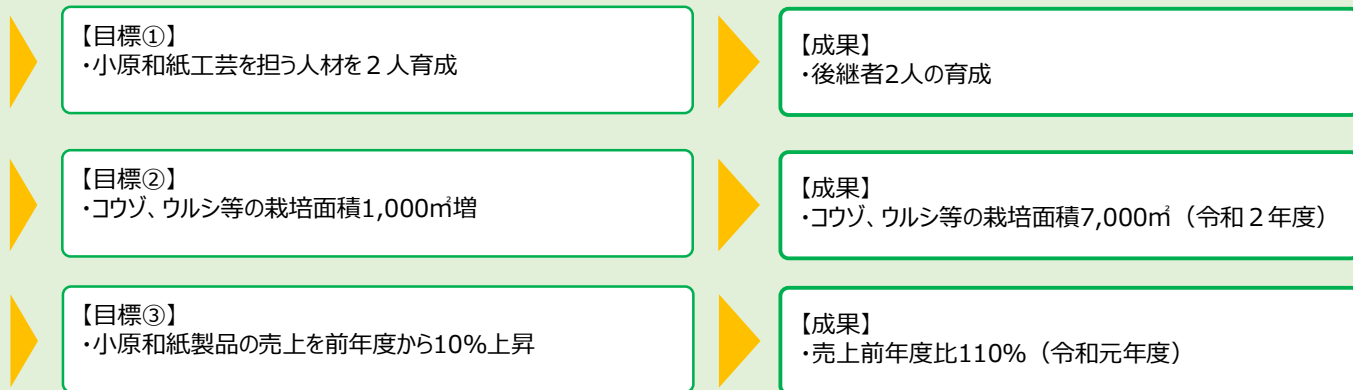 【目標①】
・小原和紙工芸を担う人材を２人育成
【成果】
・後継者2人の育成
【目標②】
・コウゾ、ウルシ等の栽培面積1,000㎡増
【成果】
・コウゾ、ウルシ等の栽培面積7,000㎡（令和２年度）
【目標③】
・小原和紙製品の売上を前年度から10%上昇
【成果】
・売上前年度比110%（令和元年度）